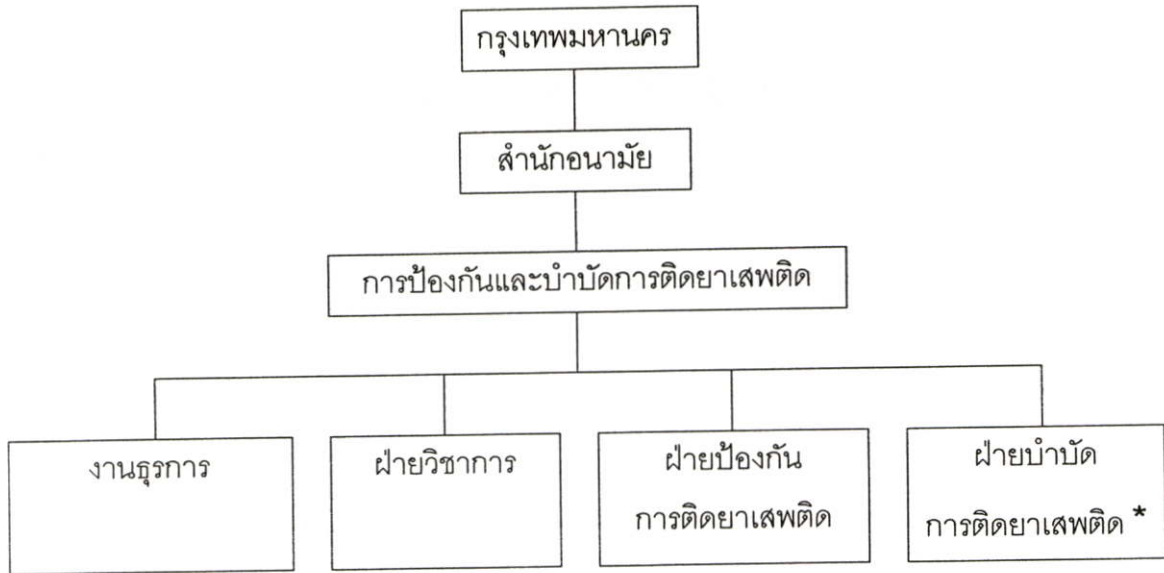 กรุงเทพมหานคร
สำนักอนามัย
การป้องกันและบำบัดการติดยาเสพติด
งานธุรการ
ฝ่ายวิชาการ
ฝ่ายป้องกัน
การติดยาเสพติด
ฝ่ายบำบัด
การติดยาเสพติด *